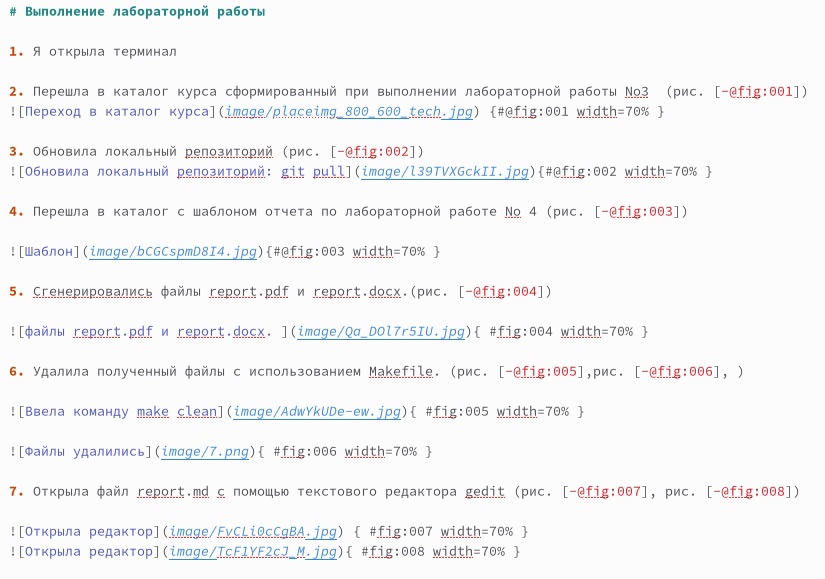 # Выполнение лабораторной работы
1. Я открыла терминал
2. Перешла в каталог курса сформированный при выполнении лабораторной работы No3  (рис. [-@fig:001])
![Переход в каталог курса](image/placeimg_800_600_tech.jpg) {#@fig:001 width=70% }
3. Обновила локальный репозиторий (рис. [-@fig:002])
![Обновила локальный репозиторий: git pull](image/l39TVXGckII.jpg){#@fig:002 width=70% }
4. Перешла в каталог с шаблоном отчета по лабораторной работе No 4 (рис. [-@fig:003])
![Шаблон](image/bCGCspmD8I4.jpg){#@fig:003 width=70% }
5. Сгенерировались файлы report.pdf и report.docx.(рис. [-@fig:004])
![файлы report.pdf и report.docx. ](image/Qa_DOl7r5IU.jpg){ #fig:004 width=70% }
6. Удалила полученный файлы с использованием Makefile. (рис. [-@fig:005],рис. [-@fig:006], )
![Ввела команду make clean](image/AdwYkUDe-ew.jpg){ #fig:005 width=70% }
![Файлы удалились](image/7.png){ #fig:006 width=70% }
7. Открыла файл report.md c помощью текстового редактора gedit (рис. [-@fig:007], рис. [-@fig:008])
![Открыла редактор](image/FvCLi0cCgBA.jpg) { #fig:007 width=70% }
![Открыла редактор](image/TcF1YF2cJ_M.jpg){ #fig:008 width=70% }